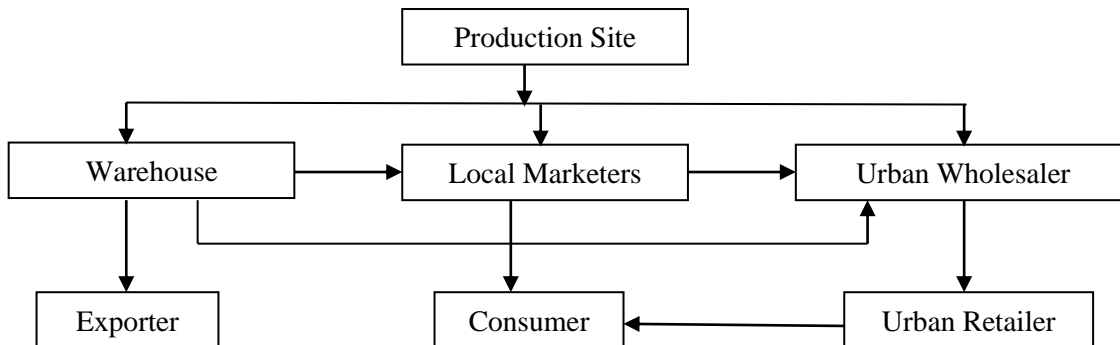 Production Site
Warehouse
Local Marketers
Urban Wholesaler
Exporter
Consumer
Urban Retailer